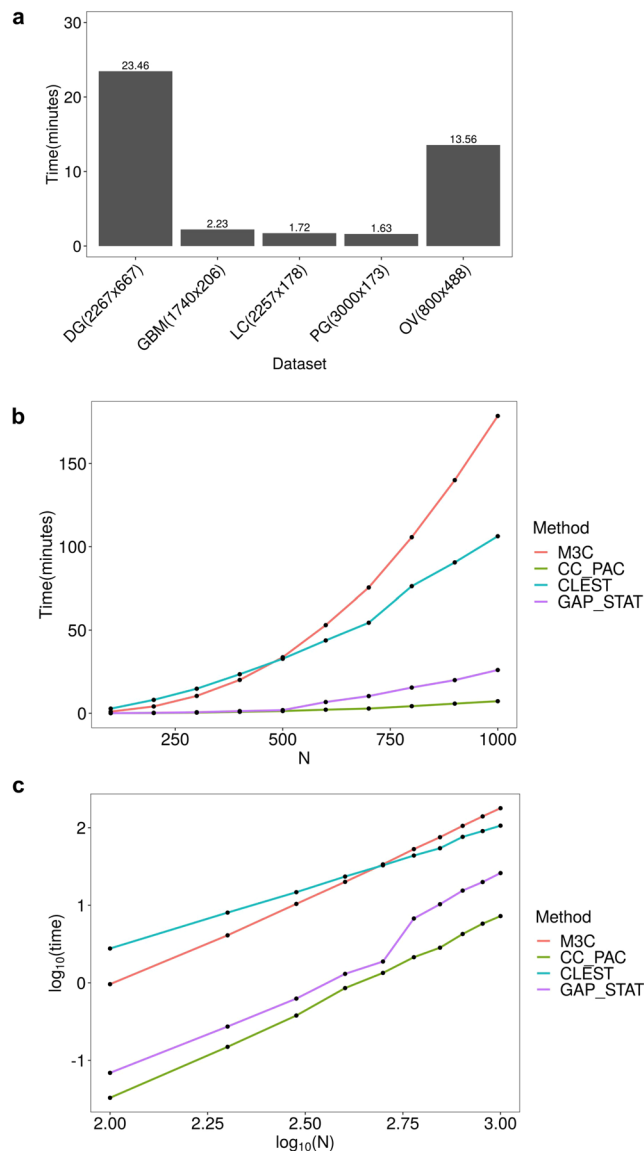 a
30
20
10
0
Time(minutes)
23.46
2.23
1.72
1.63
13.56
DG(2267x667)
GBM(1740x206)
LC(2257x178)
PG(3000x173)
OV(800x488)
Dataset
b
150
100
50
0
Time(minutes)
250
500
750
1000
N
Method
M3C
CC_PAC
CLEST
GAP_STAT
c
2
1
0
-1
log10(time)
2.00
2.25
2.50
2.75
3.00
log10(N)
Method
M3C
CC_PAC
CLEST
GAP_STAT